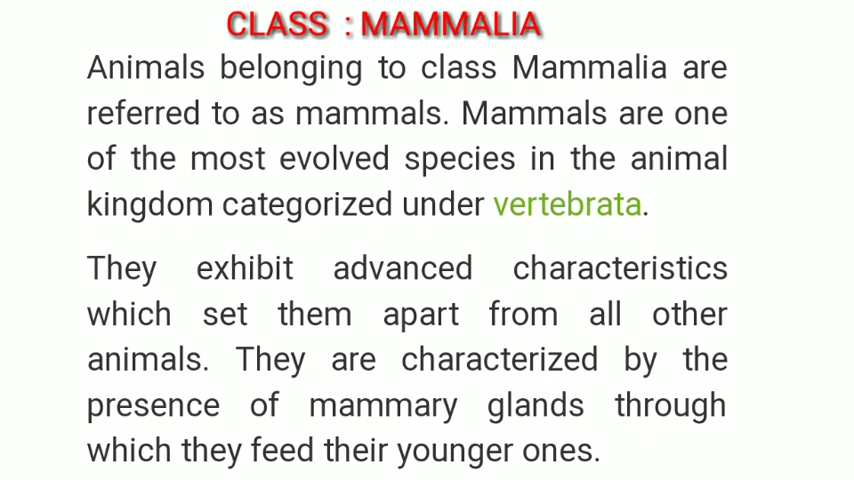 CLASS : MAMMALIA
Animals belonging to class Mammalia are
referred to as mammals. Mammals are one
of the most evolved species in the animal
kingdom categorized under vertebrata.
They exhibit advanced characteristics
which set them apart from all other
animals. They are characterized by the
presence of mammary glands through
which they feed their younger ones.